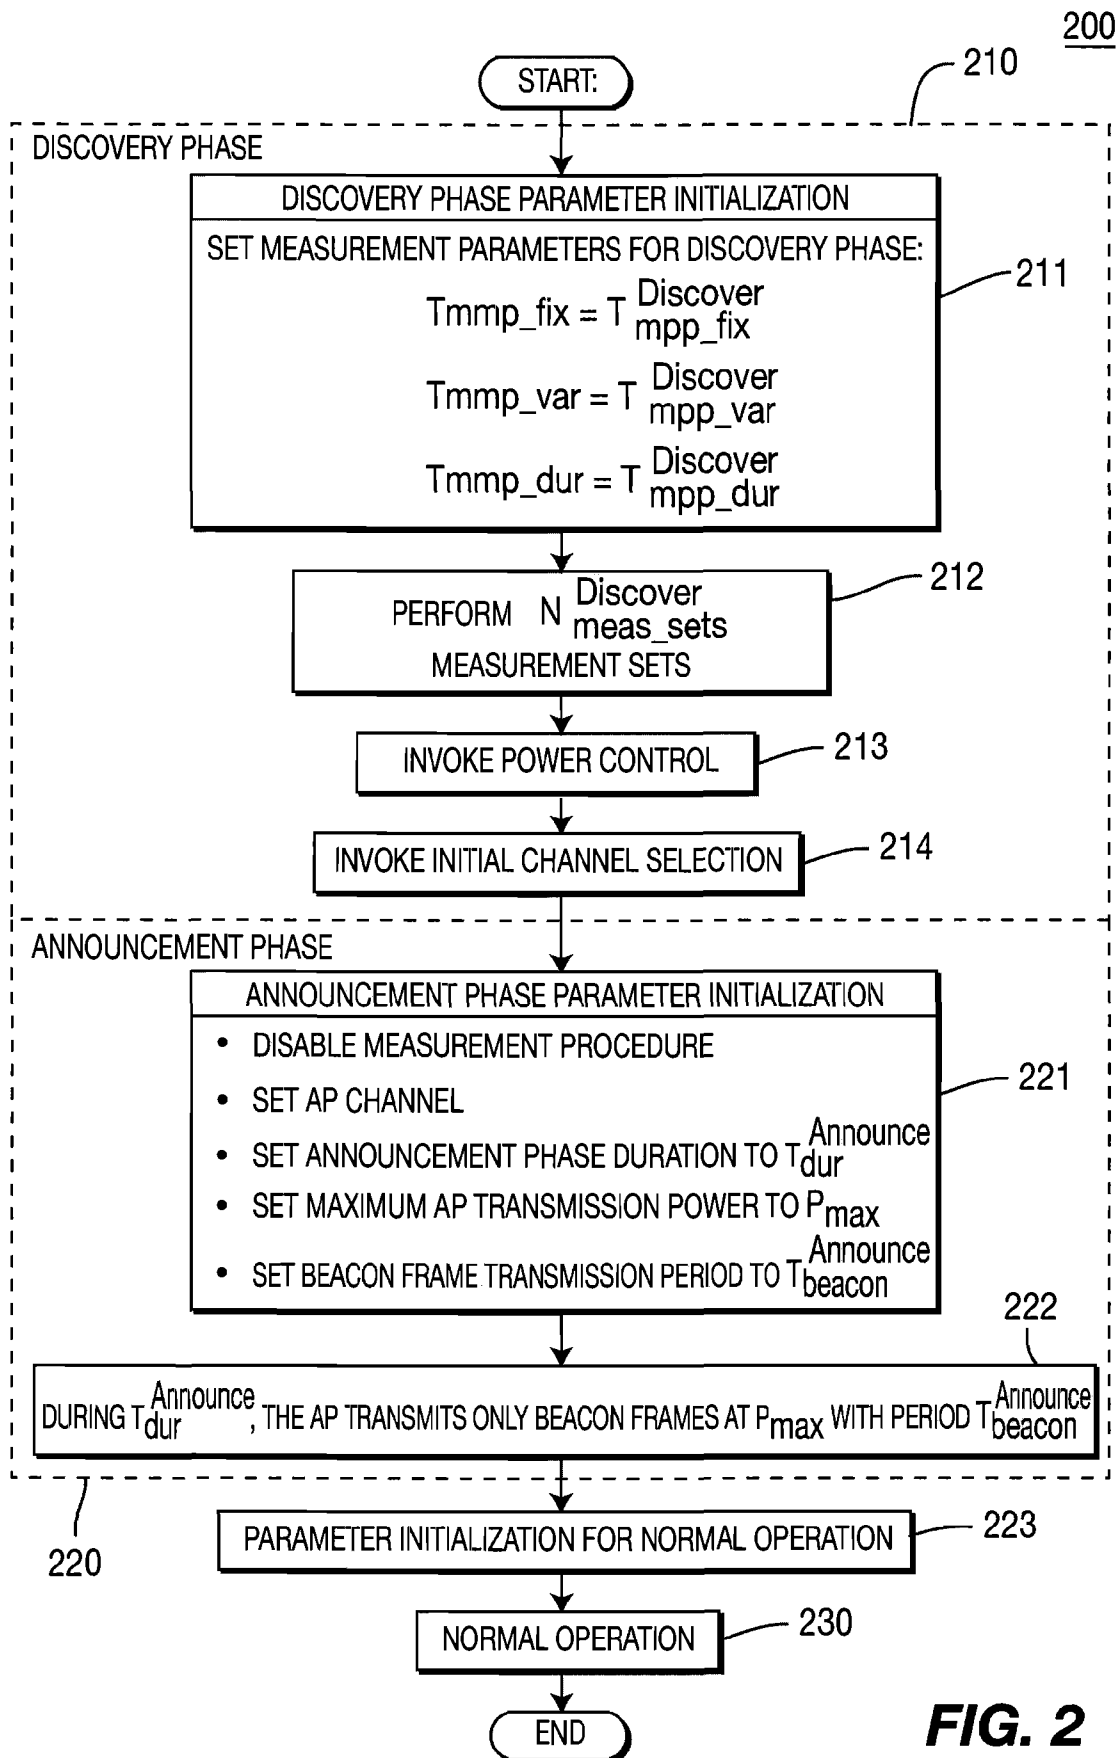 200
START:
210
DISCOVERY PHASE
DISCOVERY PHASE PARAMETER INITIALIZATION
SET MEASUREMENT PARAMETERS FOR DISCOVERY PHASE:
211
Tmmp_fix = T Discover mpp_fix
Tmmp_var = T Discover mpp_var
Tmmp_dur = T Discover mpp_dur
212
PERFORM N Discover meas_sets
MEASUREMENT SETS
INVOKE POWER CONTROL
213
INVOKE INITIAL CHANNEL SELECTION
214
ANNOUNCEMENT PHASE
ANNOUNCEMENT PHASE PARAMETER INITIALIZATION
• DISABLE MEASUREMENT PROCEDURE
221
• SET AP CHANNEL
• SET ANNOUNCEMENT PHASE DURATION TO T Announce dur
• SET MAXIMUM AP TRANSMISSION POWER TO Pmax
• SET BEACON FRAME TRANSMISSION PERIOD TO T Announce beacon
222
DURING T Announce dur, THE AP TRANSMITS ONLY BEACON FRAMES AT Pmax WITH PERIOD T Announce beacon
220
PARAMETER INITIALIZATION FOR NORMAL OPERATION
223
NORMAL OPERATION
230
END
FIG. 2